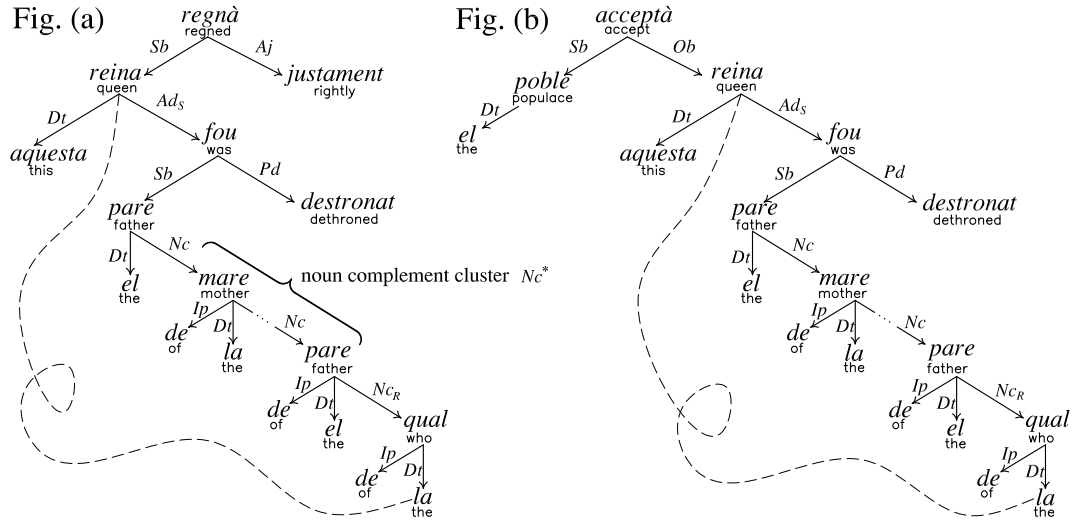 Fig. (a)
regnà
regned
Sb Aj
reina
queen
justament
rightly
Dt Ad_S
aquesta
this
fou
was
Sb Pd
pare
father
destronat
dethroned
Dt Nc
el
the
mare
mother
noun complement cluster Nc*
Ip Dt ... Nc
de
of
la
the
pare
father
Ip Dt Nc_R
de
of
el
the
qual
who
Ip Dt
de
of
la
the
Fig. (b)
acceptà
accept
Sb Ob
poble
populace
reina
queen
Dt
el
the
Dt Ad_S
aquesta
this
fou
was
Sb Pd
pare
father
destronat
dethroned
Dt Nc
el
the
mare
mother
Ip Dt ... Nc
de
of
la
the
pare
father
Ip Dt Nc_R
de
of
el
the
qual
who
Ip Dt
de
of
la
the